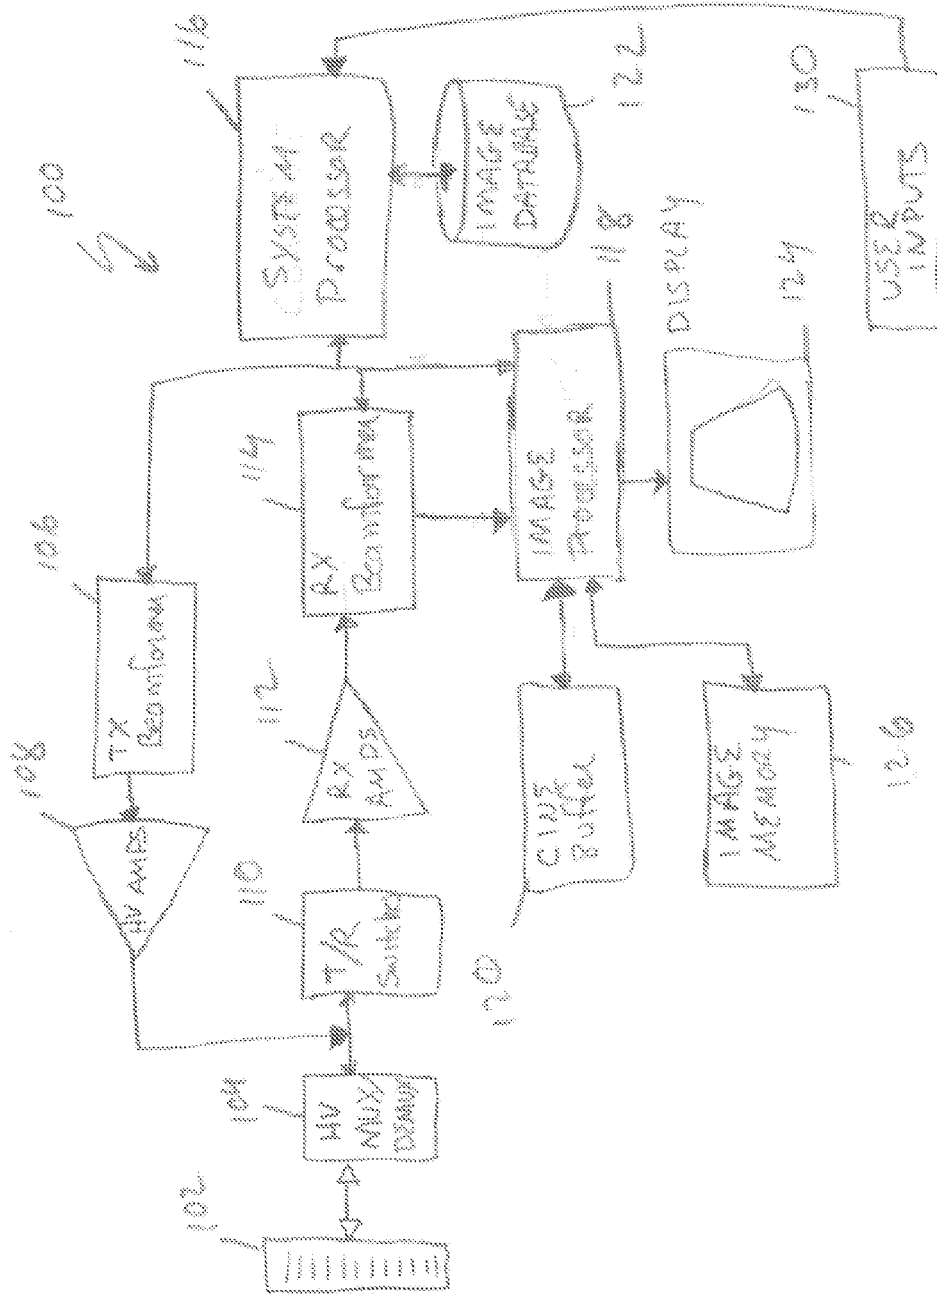 100
102
104
HV
MUX/
DEMUX
106
TX
Beamformer
108
HV AMPS
110
T/R
Switch
112
RX
AMPS
114
RX
Beamformer
116
SYSTEM
Processor
118
IMAGE
Processor
120
CINE
Buffer
122
IMAGE
DATABASE
DISPLAY
124
IMAGE
MEMORY
126
USER
INPUTS
130